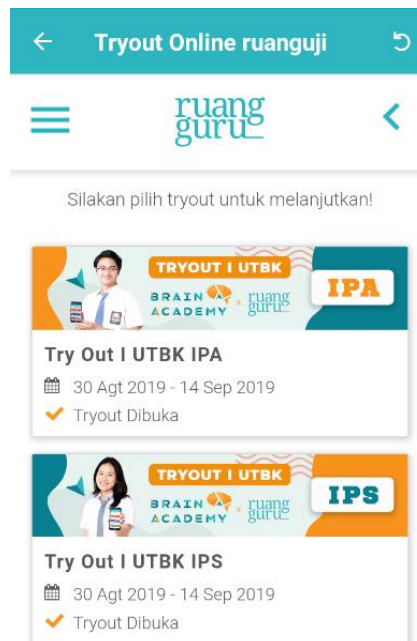 Tryout Online ruanguji
ruang
guru
Silakan pilih tryout untuk melanjutkan!
TRYOUT I UTBK
BRAIN
ACADEMY
x
ruang
guru
IPA
Try Out I UTBK IPA
30 Agt 2019 - 14 Sep 2019
Tryout Dibuka
TRYOUT I UTBK
BRAIN
ACADEMY
x
ruang
guru
IPS
Try Out I UTBK IPS
30 Agt 2019 - 14 Sep 2019
Tryout Dibuka